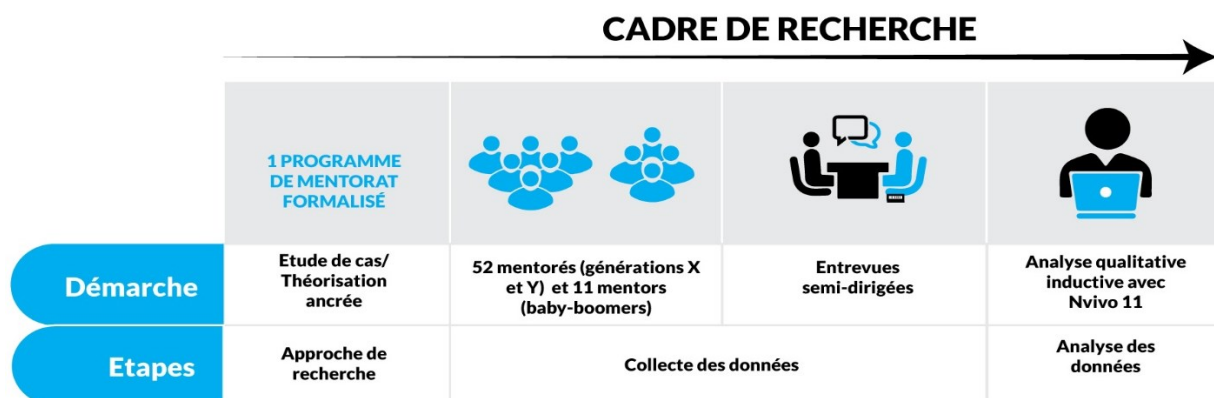 CADRE DE RECHERCHE
1 PROGRAMME
DE MENTORAT
FORMALISÉ
Démarche
Etude de cas/
Théorisation
ancrée
52 mentorés (générations X
et Y) et 11 mentors
(baby-boomers)
Entrevues
semi-dirigées
Analyse qualitative
inductive avec
Nvivo 11
Etapes
Approche de
recherche
Collecte des données
Analyse des
données